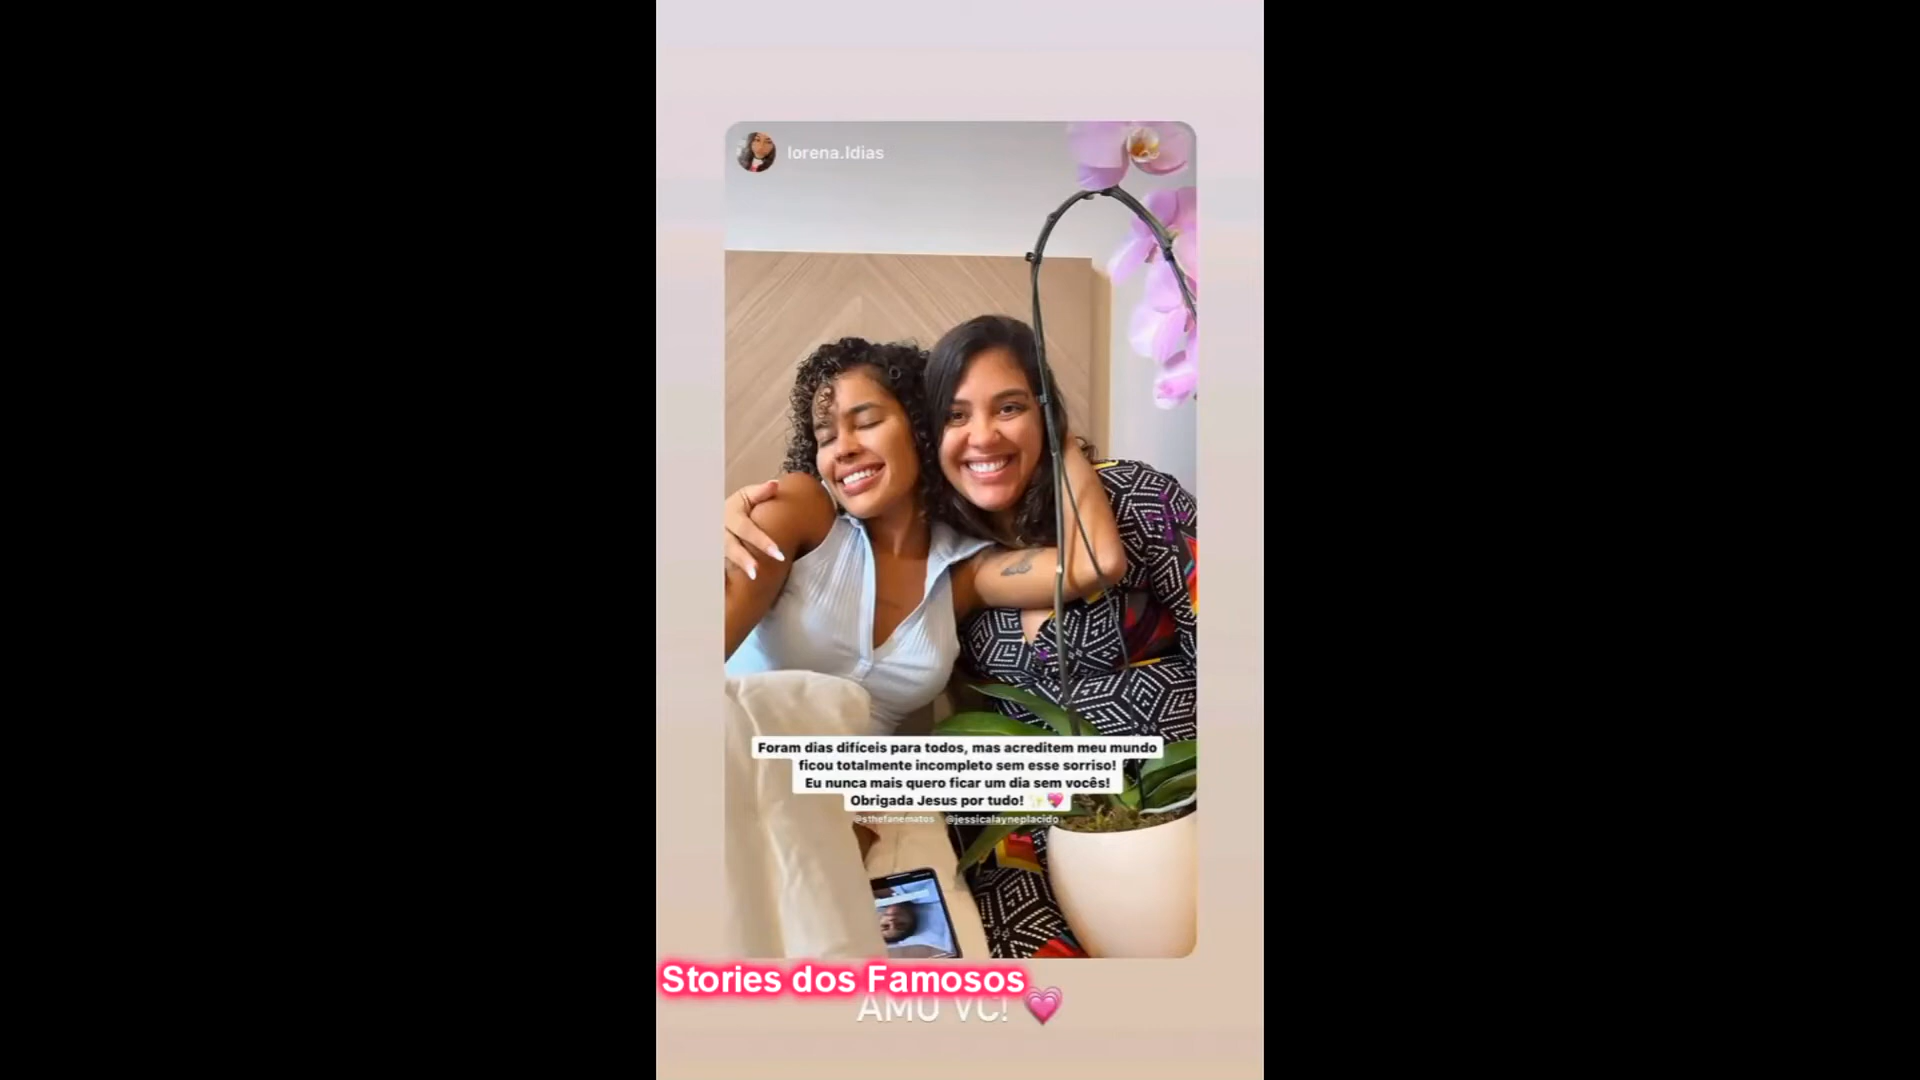 lorena.ldias
Foram dias difíceis para todos, mas acreditem meu mundo
ficou totalmente incompleto sem esse sorriso!
Eu nunca mais quero ficar um dia sem vocês!
Obrigada Jesus por tudo! ✨ 💖
@sthefanematos @jessicalayneplacido
Stories dos Famosos
AMO VC! 💗